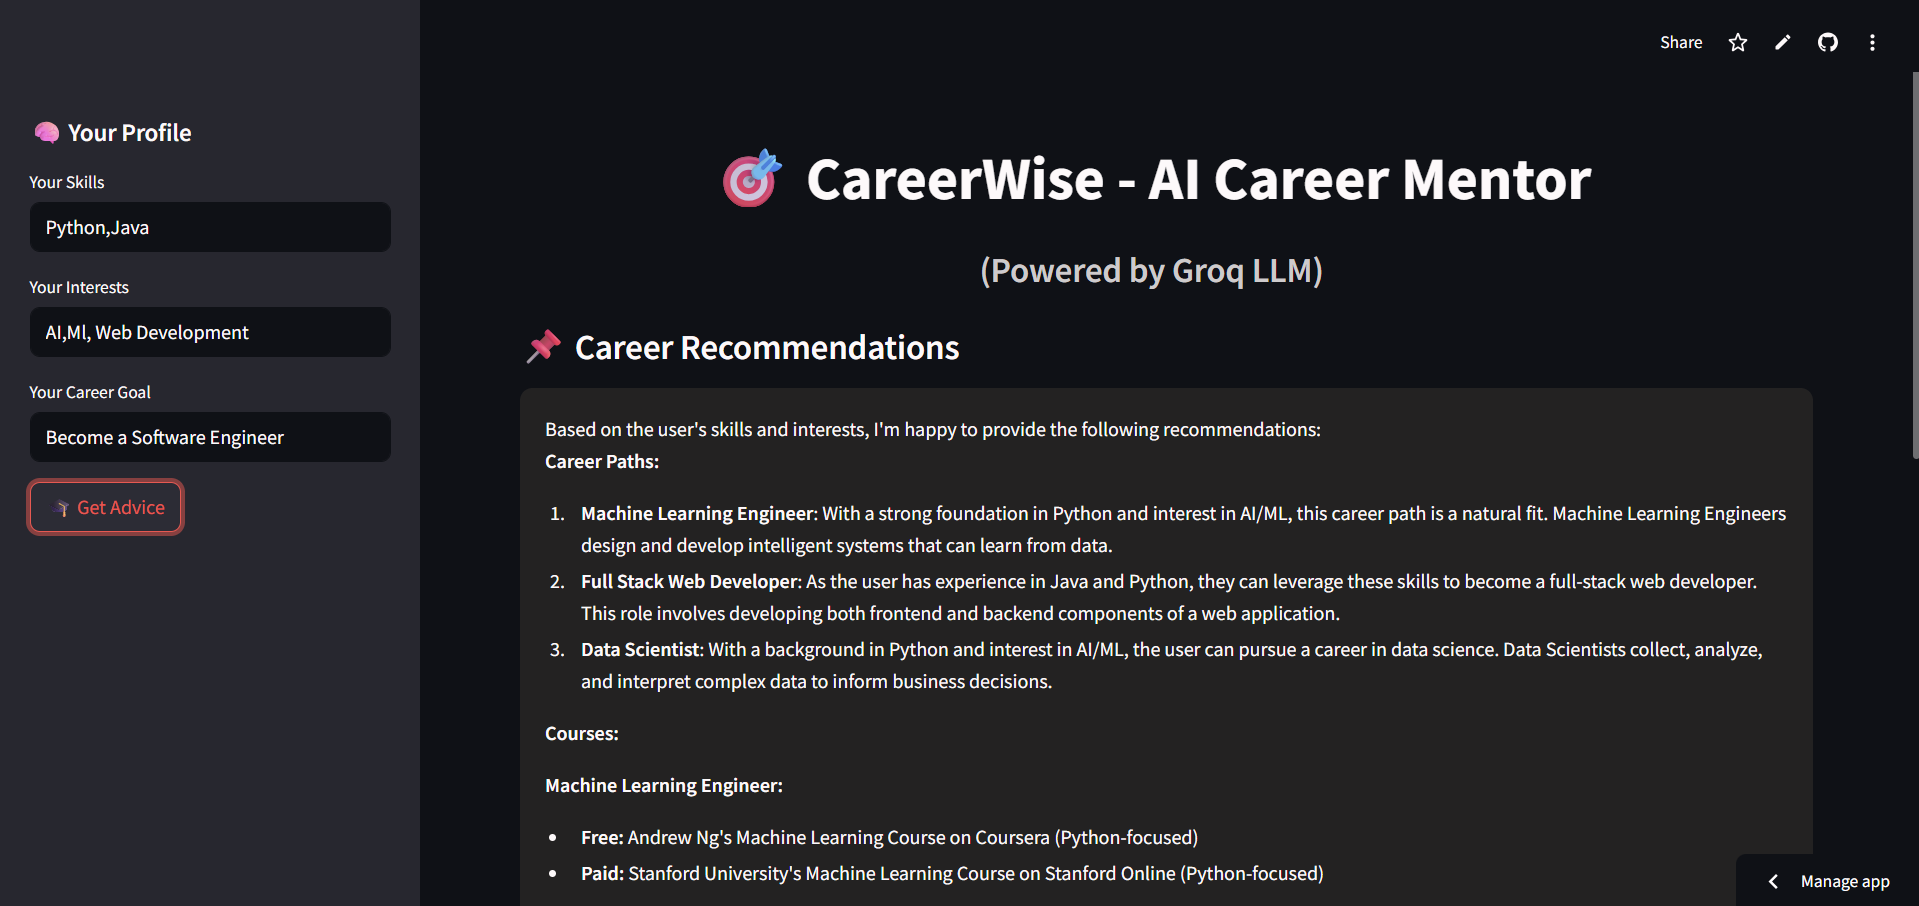 Share
🧠 Your Profile
Your Skills
Python,Java
Your Interests
AI,Ml, Web Development
Your Career Goal
Become a Software Engineer
🎓 Get Advice
🎯 CareerWise - AI Career Mentor
(Powered by Groq LLM)
📌 Career Recommendations
Based on the user's skills and interests, I'm happy to provide the following recommendations:
Career Paths:
1. Machine Learning Engineer: With a strong foundation in Python and interest in AI/ML, this career path is a natural fit. Machine Learning Engineers
design and develop intelligent systems that can learn from data.
2. Full Stack Web Developer: As the user has experience in Java and Python, they can leverage these skills to become a full-stack web developer.
This role involves developing both frontend and backend components of a web application.
3. Data Scientist: With a background in Python and interest in AI/ML, the user can pursue a career in data science. Data Scientists collect, analyze,
and interpret complex data to inform business decisions.
Courses:
Machine Learning Engineer:
• Free: Andrew Ng's Machine Learning Course on Coursera (Python-focused)
• Paid: Stanford University's Machine Learning Course on Stanford Online (Python-focused)
Manage app